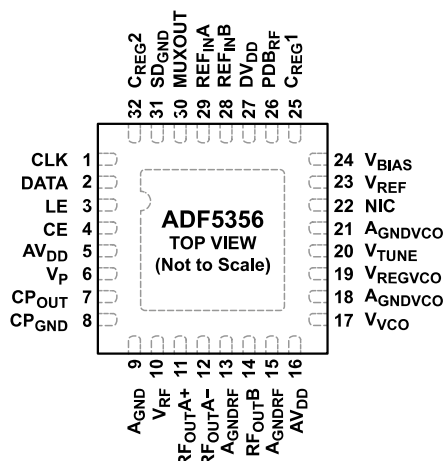 CREG2
SDGND
MUXOUT
REFINA
REFINB
DVDD
PDBRF
CREG1
32 31 30 29 28 27 26 25
CLK 1
DATA 2
LE 3
CE 4
AVDD 5
VP 6
CPOUT 7
CPGND 8
ADF5356
TOP VIEW
(Not to Scale)
24 VBIAS
23 VREF
22 NIC
21 AGNDVCO
20 VTUNE
19 VREGVCO
18 AGNDVCO
17 VVCO
9 10 11 12 13 14 15 16
AGND
VRF
RFOUTA+
RFOUTA–
AGNDRF
RFOUTB
AGNDRF
AVDD